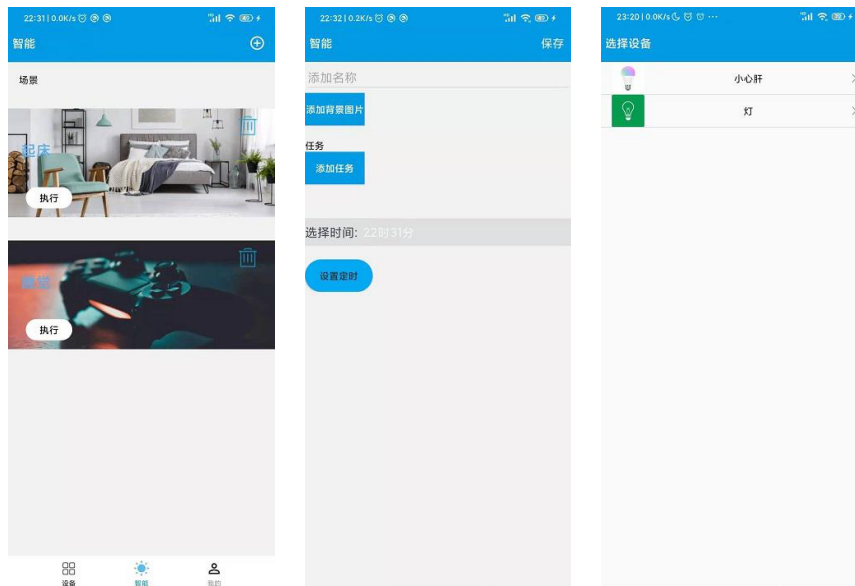 22:31 | 0.0K/s
智能
场景
起床
执行
睡觉
执行
设备
智能
我的
22:32 | 0.2K/s
智能
保存
添加名称
添加背景图片
任务
添加任务
选择时间: 22时31分
设置定时
23:20 | 0.0K/s
选择设备
小心肝
灯